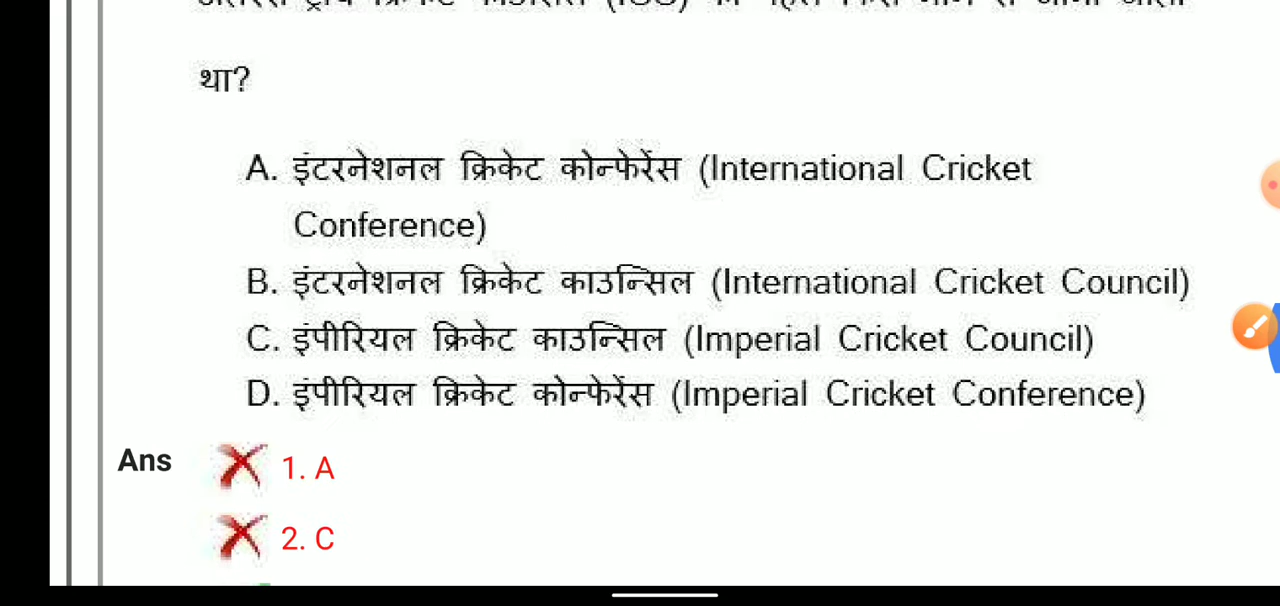 था?
A. इंटरनेशनल क्रिकेट कोन्फेरेंस (International Cricket
Conference)
B. इंटरनेशनल क्रिकेट काउन्सिल (International Cricket Council)
C. इंपीरियल क्रिकेट काउन्सिल (Imperial Cricket Council)
D. इंपीरियल क्रिकेट कोन्फेरेंस (Imperial Cricket Conference)
Ans 1. A
2. C